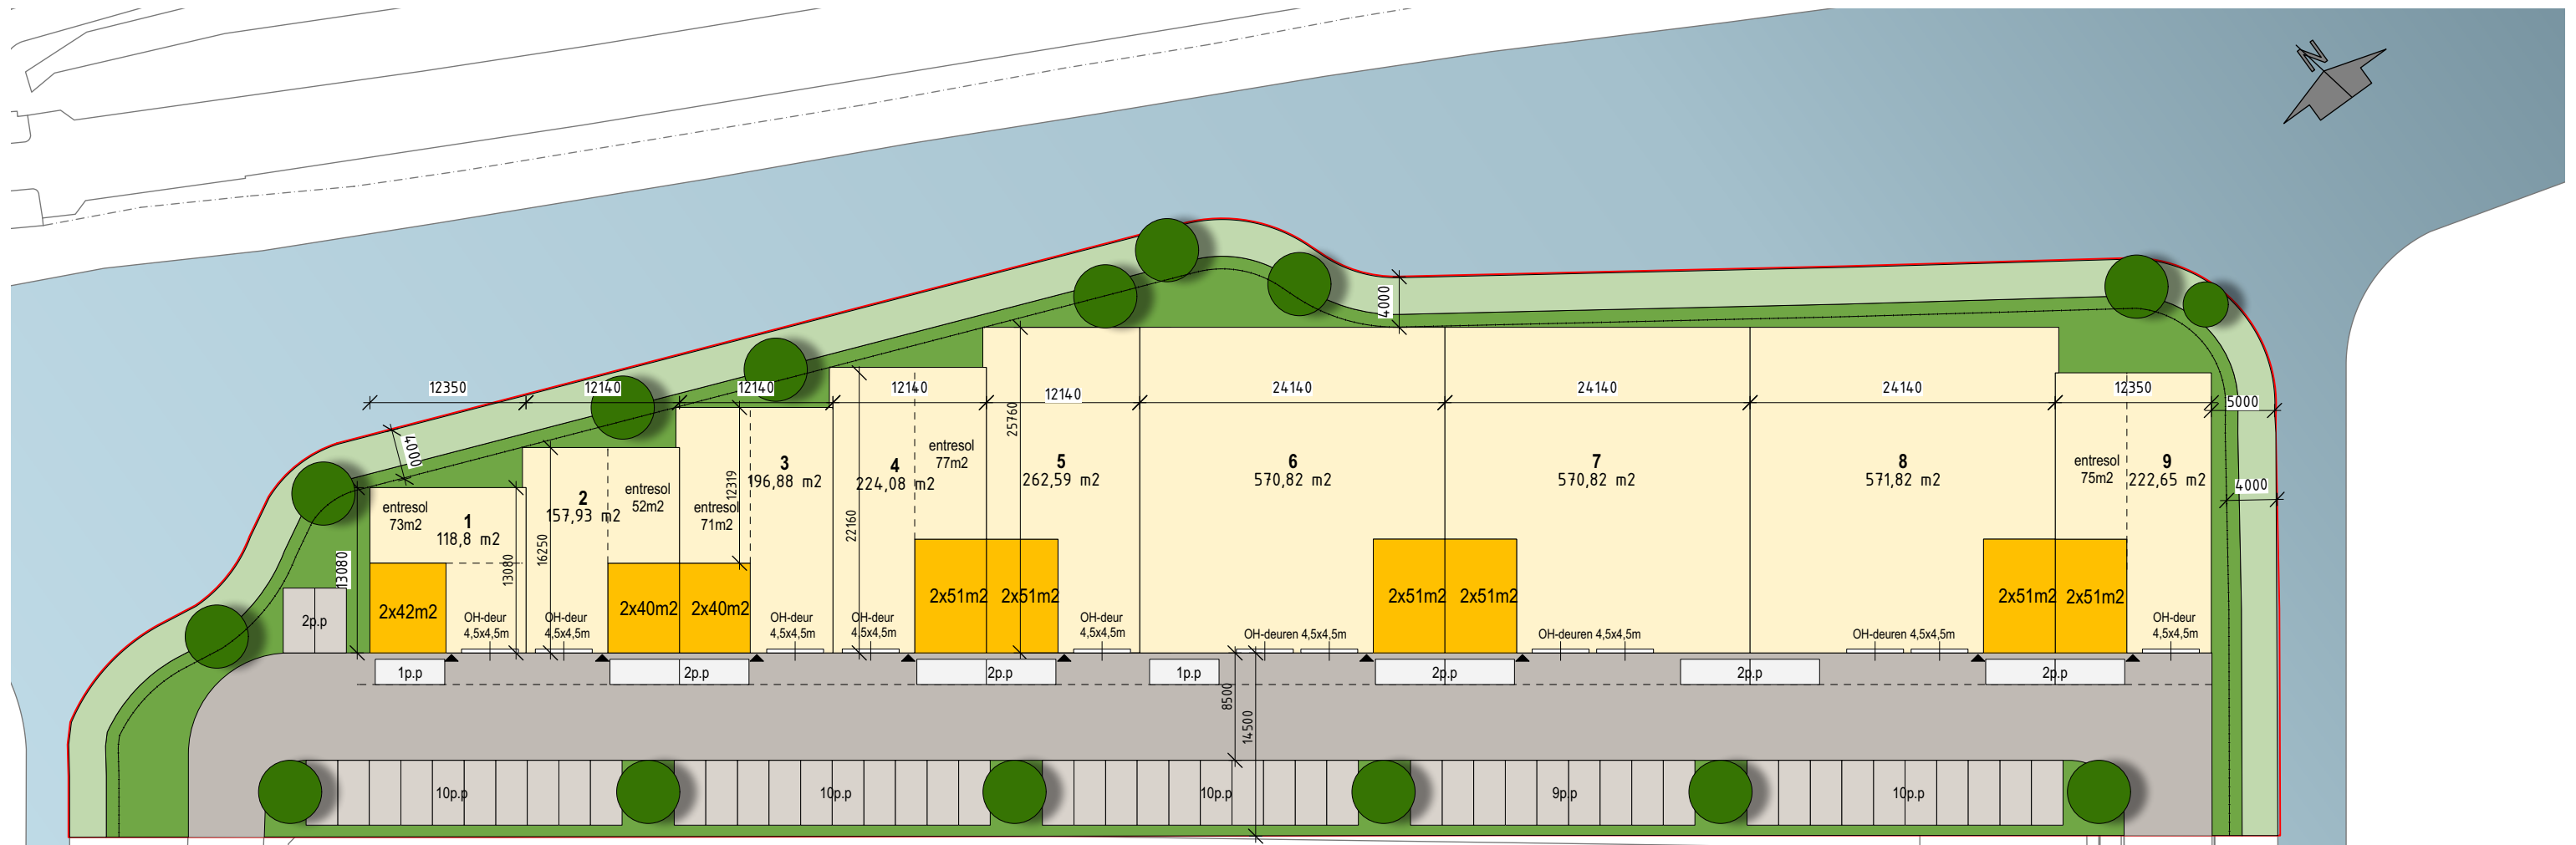 N
4000
12350
12140
12140
12140
12140
24140
24140
24140
12350
5000
4000
4000
13080
13080
16250
12319
22160
25760
entresol
73m2
1
118,8 m2
2
157,93 m2
entresol
52m2
entresol
71m2
3
196,88 m2
4
224,08 m2
entresol
77m2
5
262,59 m2
6
570,82 m2
7
570,82 m2
8
571,82 m2
entresol
75m2
9
222,65 m2
2p.p
2x42m2
OH-deur
4,5x4,5m
OH-deur
4,5x4,5m
2x40m2
2x40m2
OH-deur
4,5x4,5m
OH-deur
4,5x4,5m
2x51m2
2x51m2
OH-deur
4,5x4,5m
OH-deuren 4,5x4,5m
2x51m2
2x51m2
OH-deuren 4,5x4,5m
OH-deuren 4,5x4,5m
2x51m2
2x51m2
OH-deur
4,5x4,5m
1p.p
2p.p
2p.p
1p.p
2p.p
2p.p
2p.p
8500
14500
10p.p
10p.p
10p.p
9p.p
10p.p